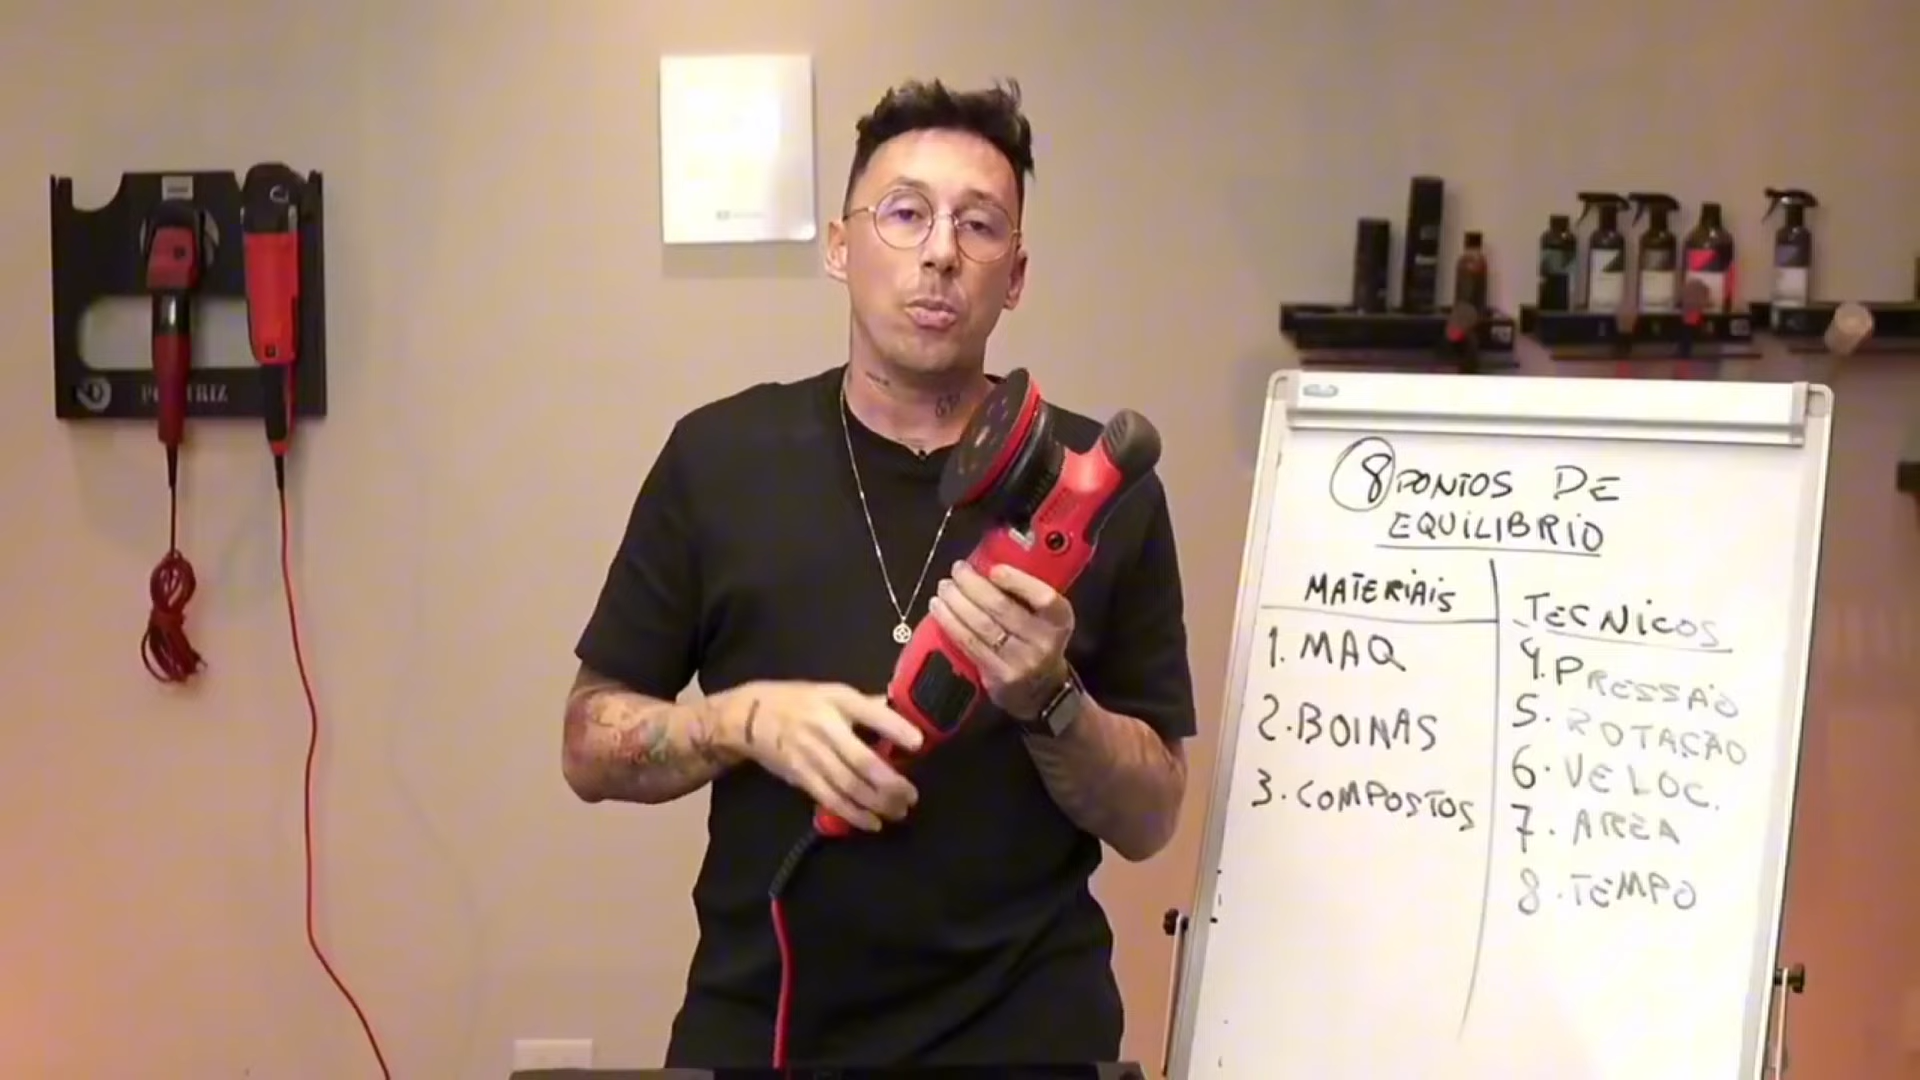 8 PONTOS DE
EQUILIBRIO
MATERIAIS
1. MAQ
2. BOINAS
3. COMPOSTOS
TECNICOS
4. PRESSÃO
5. ROTAÇÃO
6. VELOC.
7. AREA
8. TEMPO